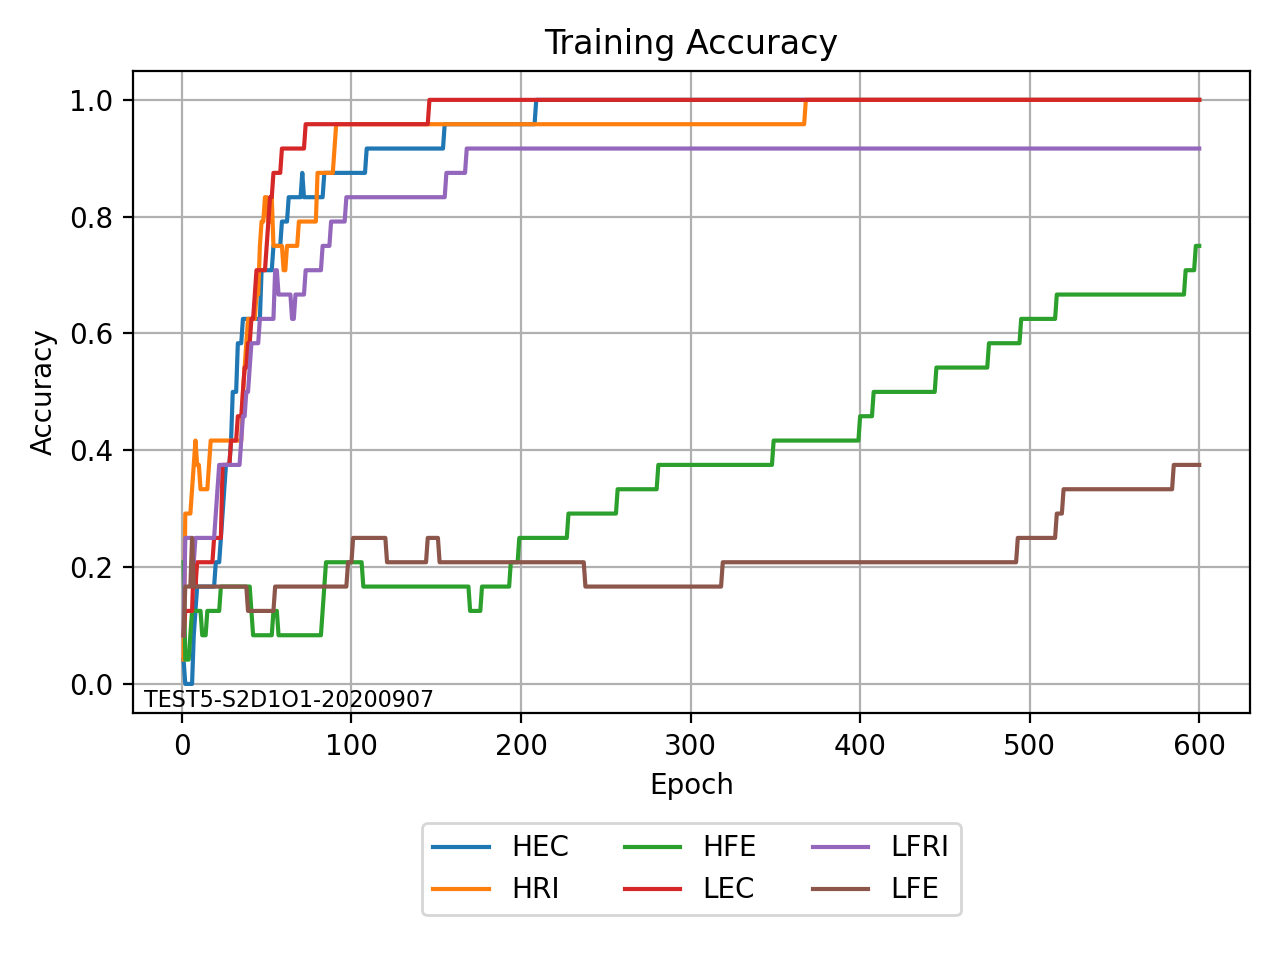 Training Accuracy
1.0
0.8
0.6
0.4
0.2
0.0
Accuracy
TEST5-S2D1O1-20200907
0 100 200 300 400 500 600
Epoch
HEC HFE LFRI
HRI LEC LFE